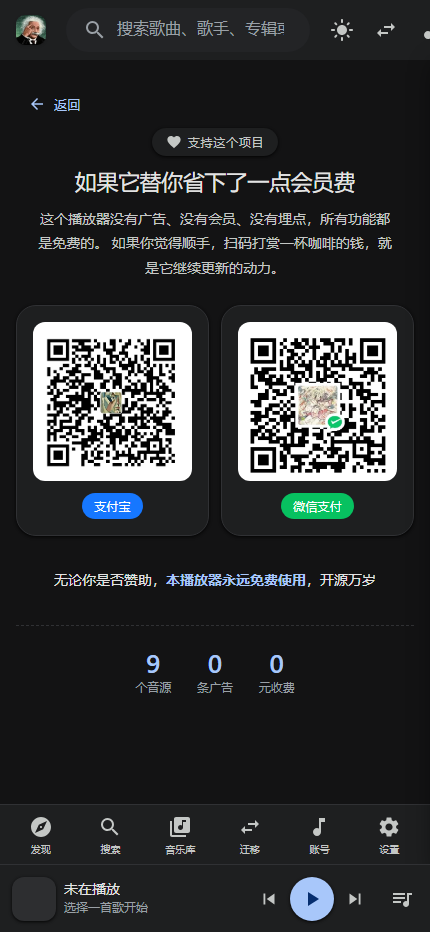 搜索歌曲、歌手、专辑
返回
支持这个项目
如果它替你省下了一点会员费
这个播放器没有广告、没有会员、没有埋点，所有功能都
是免费的。 如果你觉得顺手，扫码打赏一杯咖啡的钱，就
是它继续更新的动力。
支付宝
微信支付
无论你是否赞助，本播放器永远免费使用，开源万岁
9 0 0
个音源 条广告 元收费
发现 搜索 音乐库 迁移 账号 设置
未在播放
选择一首歌开始